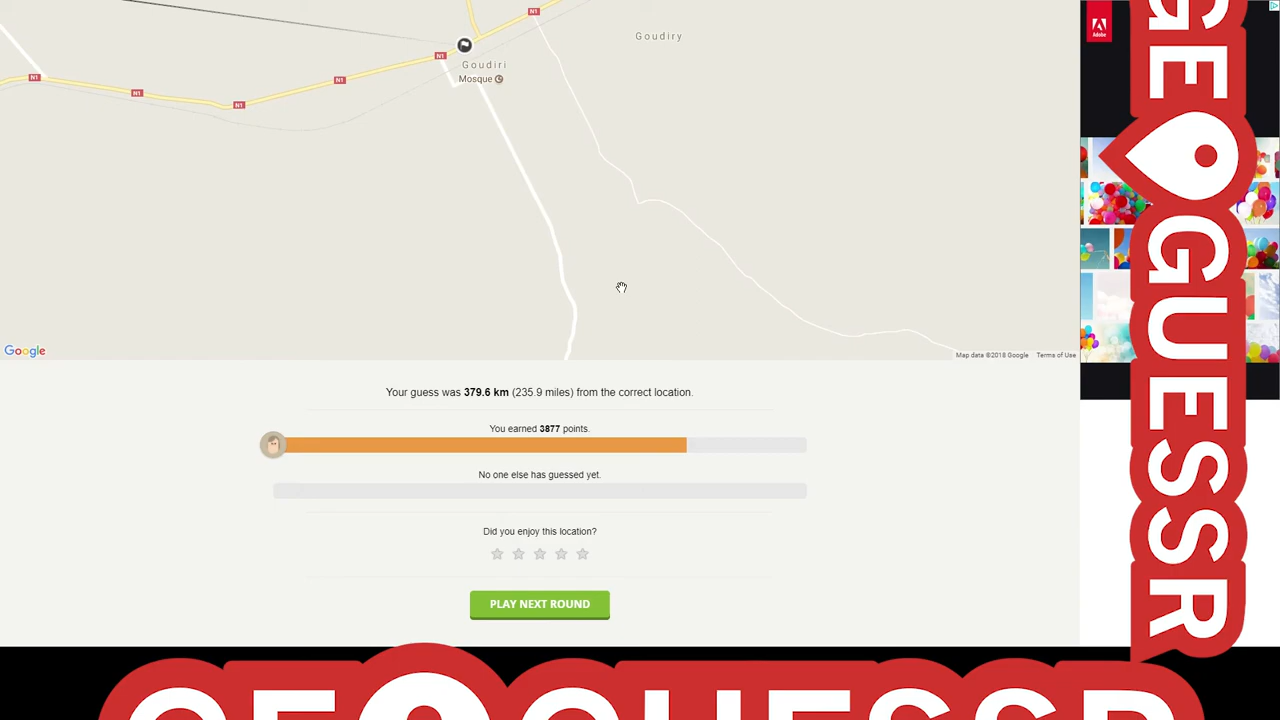 N1
Goudiry
N1
Goudiri
Mosque
N1
N1
N1
N1
Google
Map data ©2018 Google
Terms of Use
Your guess was 379.6 km (235.9 miles) from the correct location.
You earned 3877 points.
No one else has guessed yet.
Did you enjoy this location?
PLAY NEXT ROUND
Adobe
GEOGUESSR
GEOGUESSR